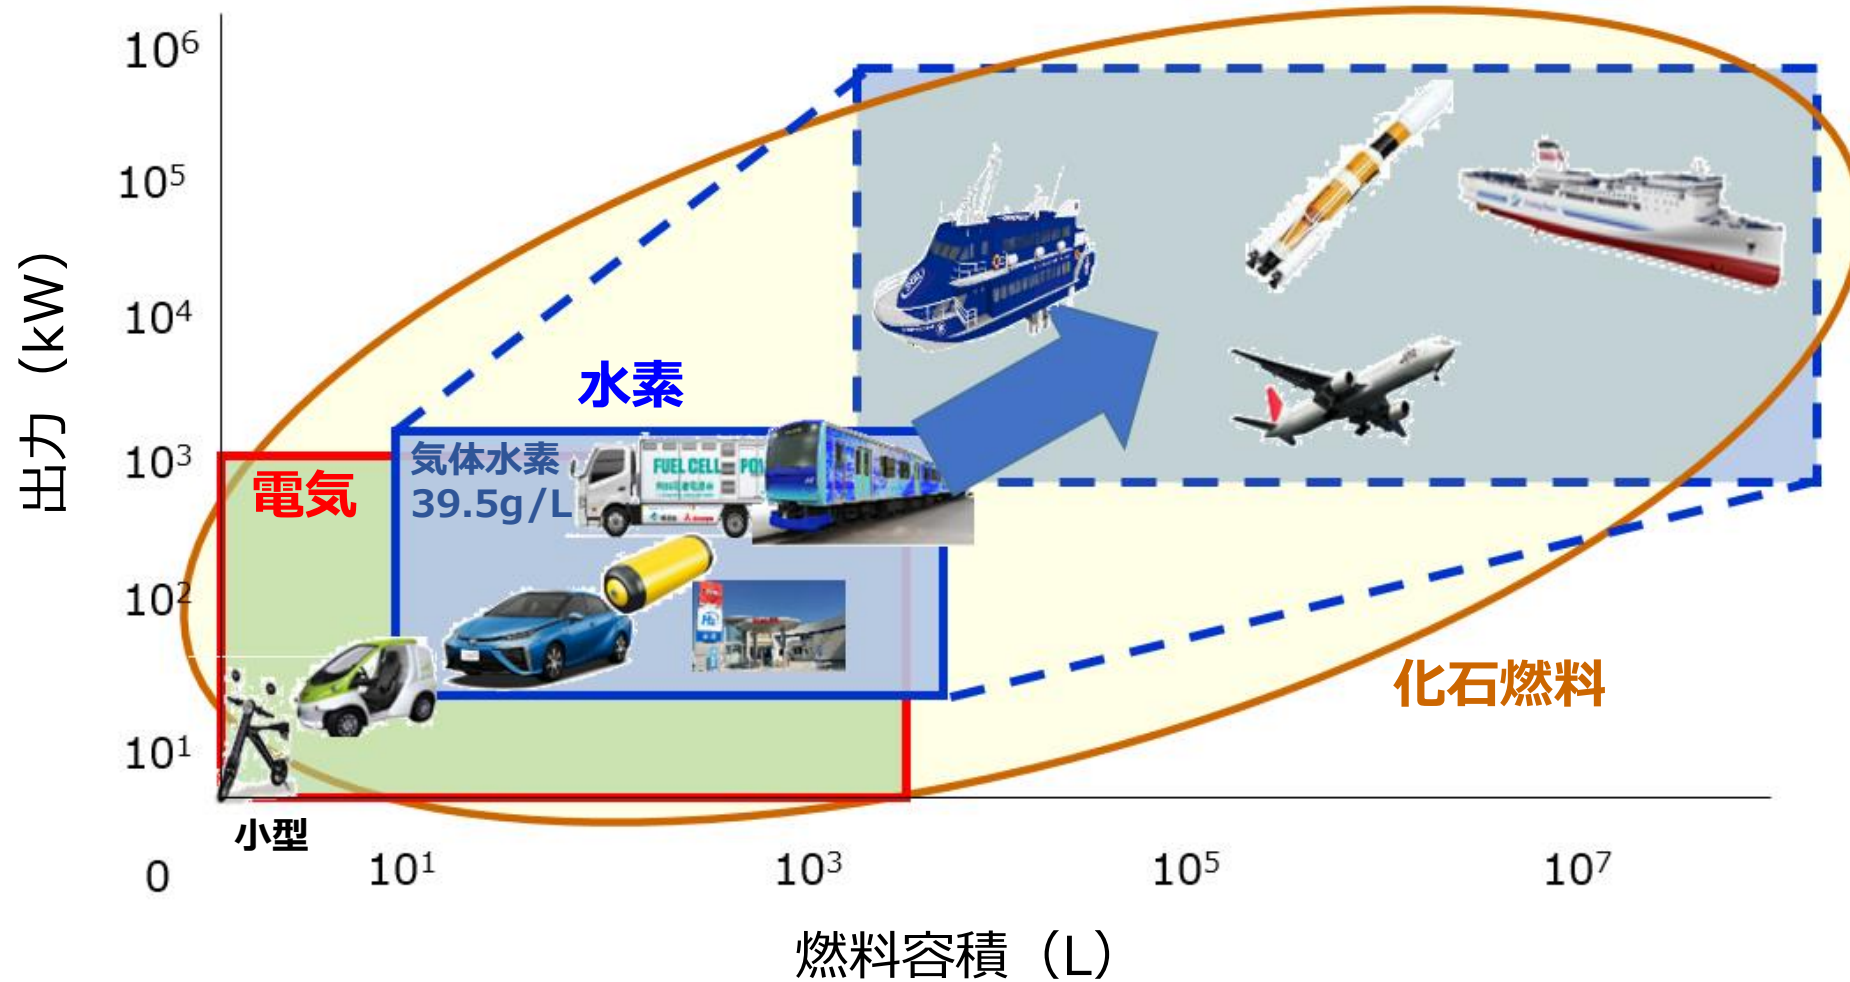 10⁶
10⁵
10⁴
10³
10²
10¹
0
出力（kW）
水素
気体水素
39.5g/L
電気
FUEL CELL
H₂
化石燃料
小型
10¹
10³
10⁵
10⁷
燃料容積（L）